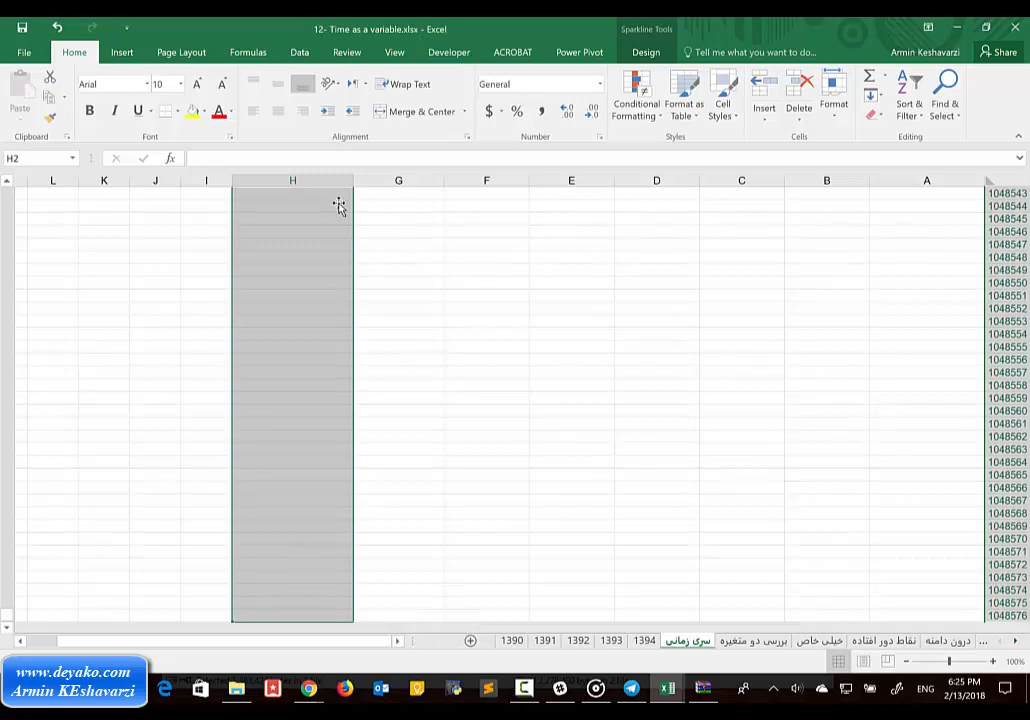 12- Time as a variable.xlsx - Excel
Sparkline Tools
File
Home
Insert
Page Layout
Formulas
Data
Review
View
Developer
ACROBAT
Power Pivot
Design
Tell me what you want to do...
Armin Keshavarzi
Share
Paste
Arial
10
B I U
A A
A
Wrap Text
Merge & Center
General
$ % ,
Conditional Formatting
Format as Table
Cell Styles
Insert
Delete
Format
Sort & Filter
Find & Select
Clipboard
Font
Alignment
Number
Styles
Cells
Editing
H2
fx
L K J I H G F E D C B A
1048543
1048544
1048545
1048546
1048547
1048548
1048549
1048550
1048551
1048552
1048553
1048554
1048555
1048556
1048557
1048558
1048559
1048560
1048561
1048562
1048563
1048564
1048565
1048566
1048567
1048568
1048569
1048570
1048571
1048572
1048573
1048574
1048575
1048576
1390
1391
1392
1393
1394
سری زمانی
بررسی دو متغیره
خیلی خاص
نقاط دور افتاده
درون دامنه
...
100%
www.deyako.com
Armin KEshavarzi
ENG
6:25 PM
2/13/2018